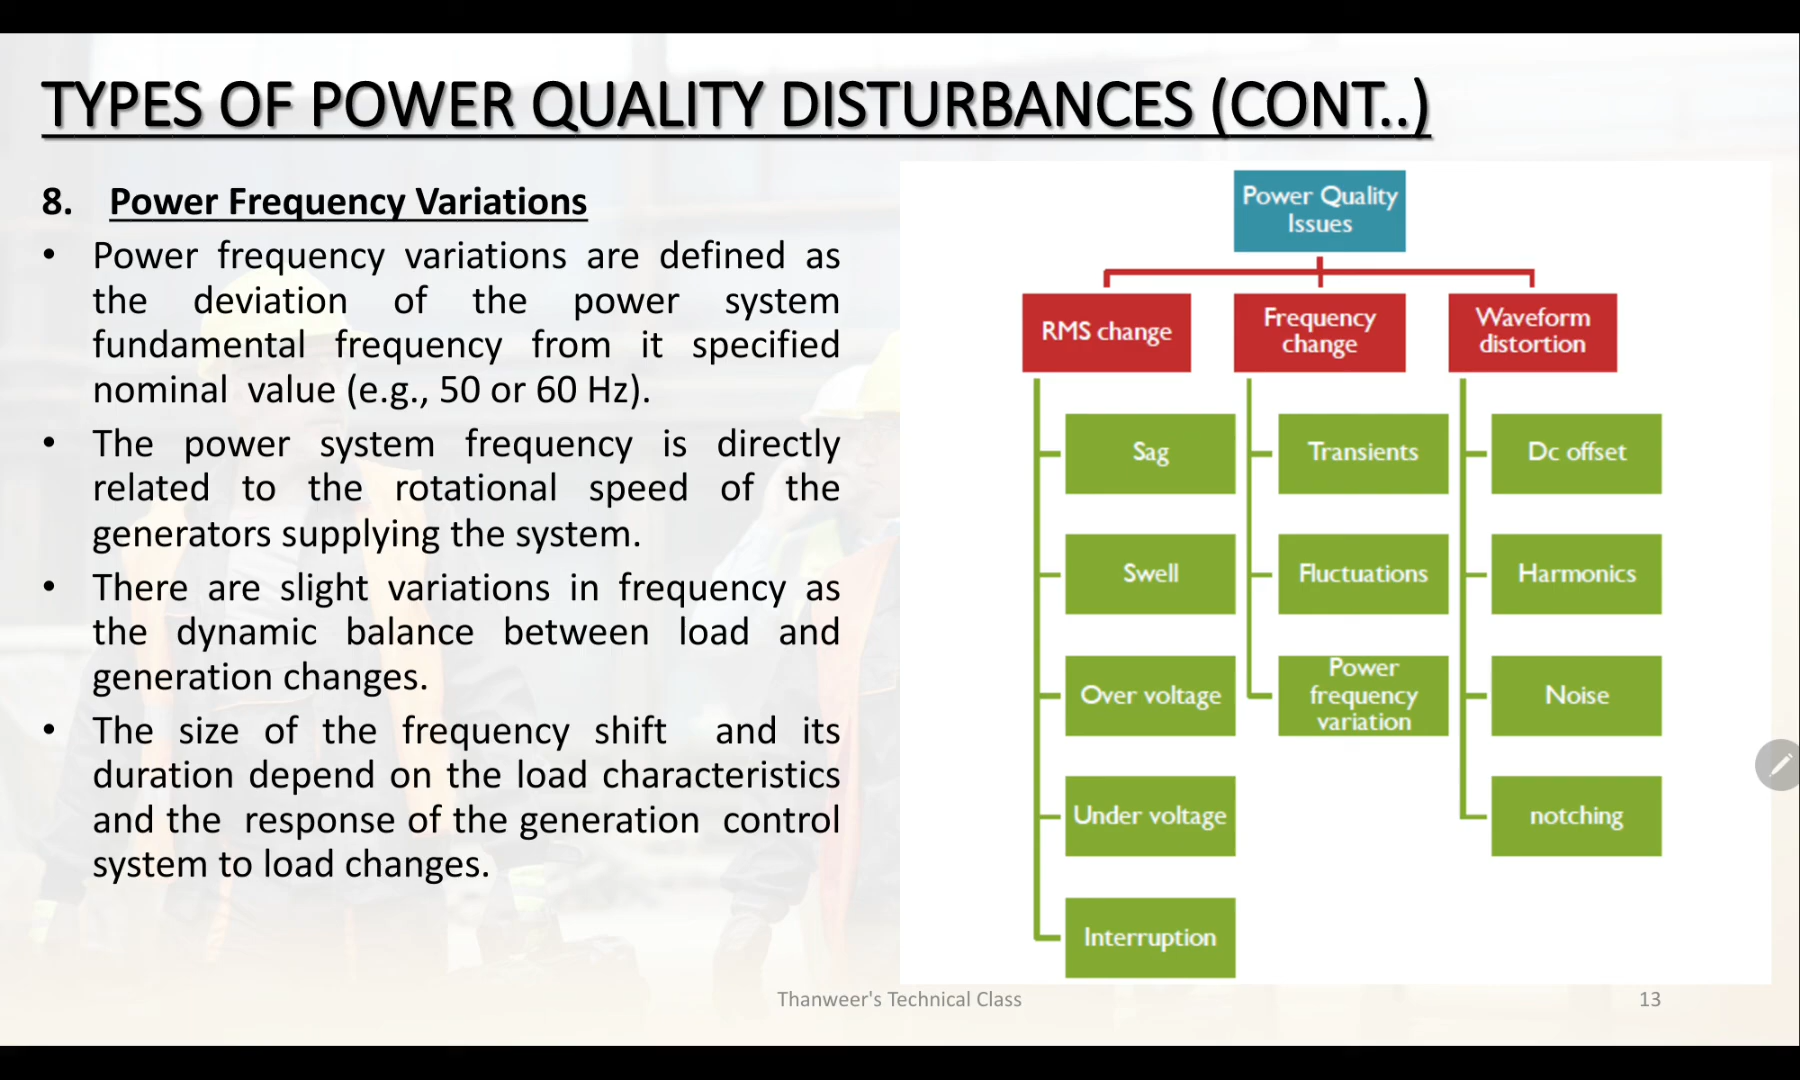 TYPES OF POWER QUALITY DISTURBANCES (CONT..)
8. Power Frequency Variations
• Power frequency variations are defined as
the deviation of the power system
fundamental frequency from it specified
nominal value (e.g., 50 or 60 Hz).
• The power system frequency is directly
related to the rotational speed of the
generators supplying the system.
• There are slight variations in frequency as
the dynamic balance between load and
generation changes.
• The size of the frequency shift and its
duration depend on the load characteristics
and the response of the generation control
system to load changes.
Power Quality
Issues
RMS change
Frequency
change
Waveform
distortion
Sag
Transients
Dc offset
Swell
Fluctuations
Harmonics
Over voltage
Power
frequency
variation
Noise
Under voltage
notching
Interruption
Thanweer's Technical Class
13